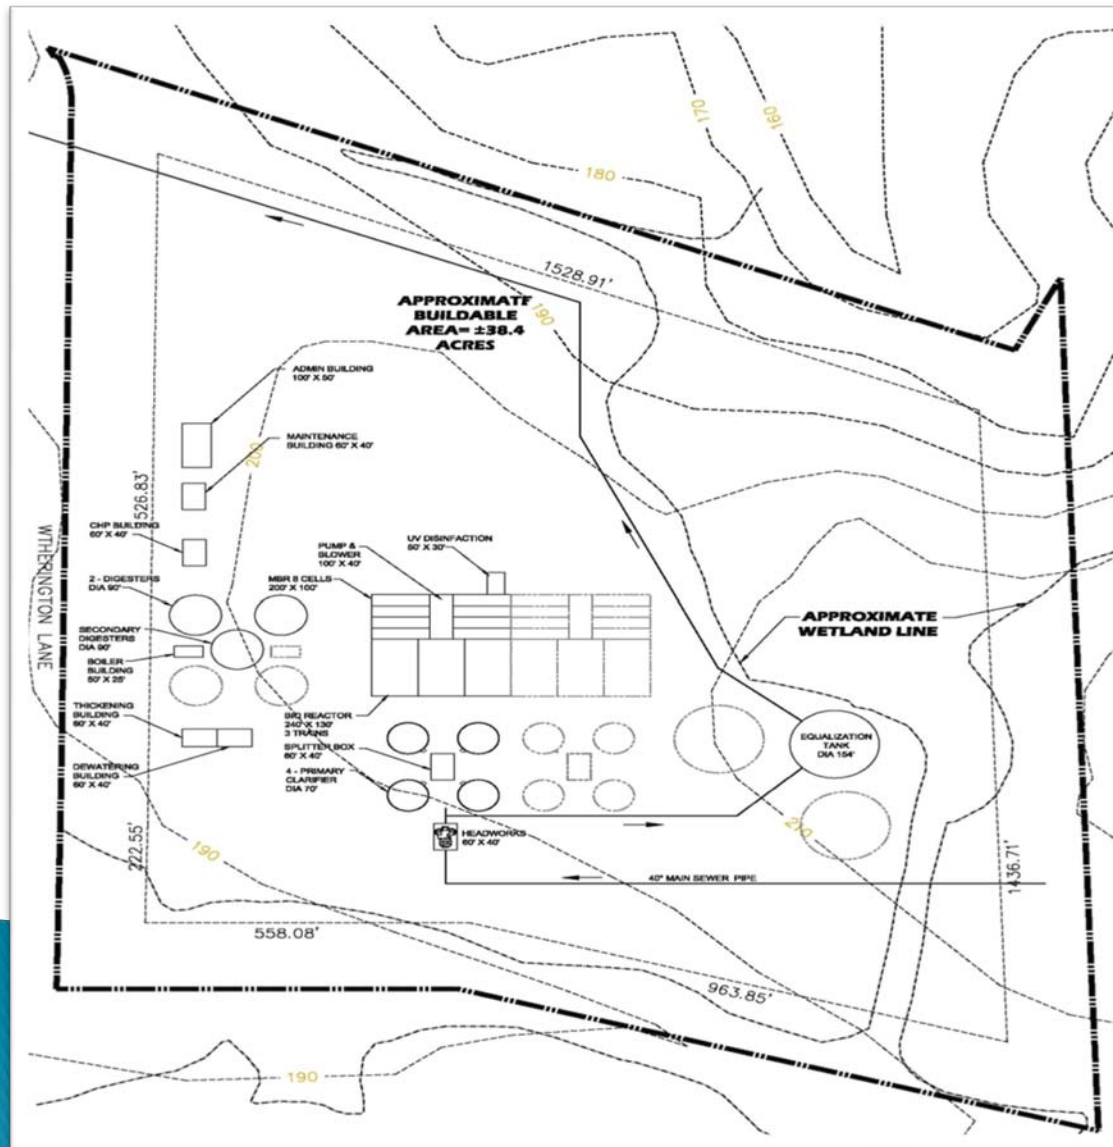 170
160
180
1528.91'
APPROXIMATE
BUILDABLE
AREA= ±38.4
ACRES
190
ADMIN BUILDING
100' X 50'
MAINTENANCE
BUILDING 60' X 40'
200
526.83'
CHP BUILDING
60' X 40'
WTHERINGTON LANE
PUMP &
BLOWER
100' X 40'
UV DISINFACTION
50' X 30'
MBR 8 CELLS
200' X 100'
2 - DIGESTERS
DIA 90'
SECONDARY
DIGESTERS
DIA 90'
BOILER
BUILDING
50' X 25'
APPROXIMATE
WETLAND LINE
THICKENING
BUILDING
60' X 40'
BIO REACTOR
240' X 130'
3 TRAINS
SPLITTER BOX
60' X 40'
EQUALIZATION
TANK
DIA 154'
DEWATERING
BUILDING
60' X 40'
4 - PRIMARY
CLARIFIER
DIA 70'
HEADWORKS
60' X 40'
210
222.55'
190
40" MAIN SEWER PIPE
1436.71'
558.08'
963.85'
190